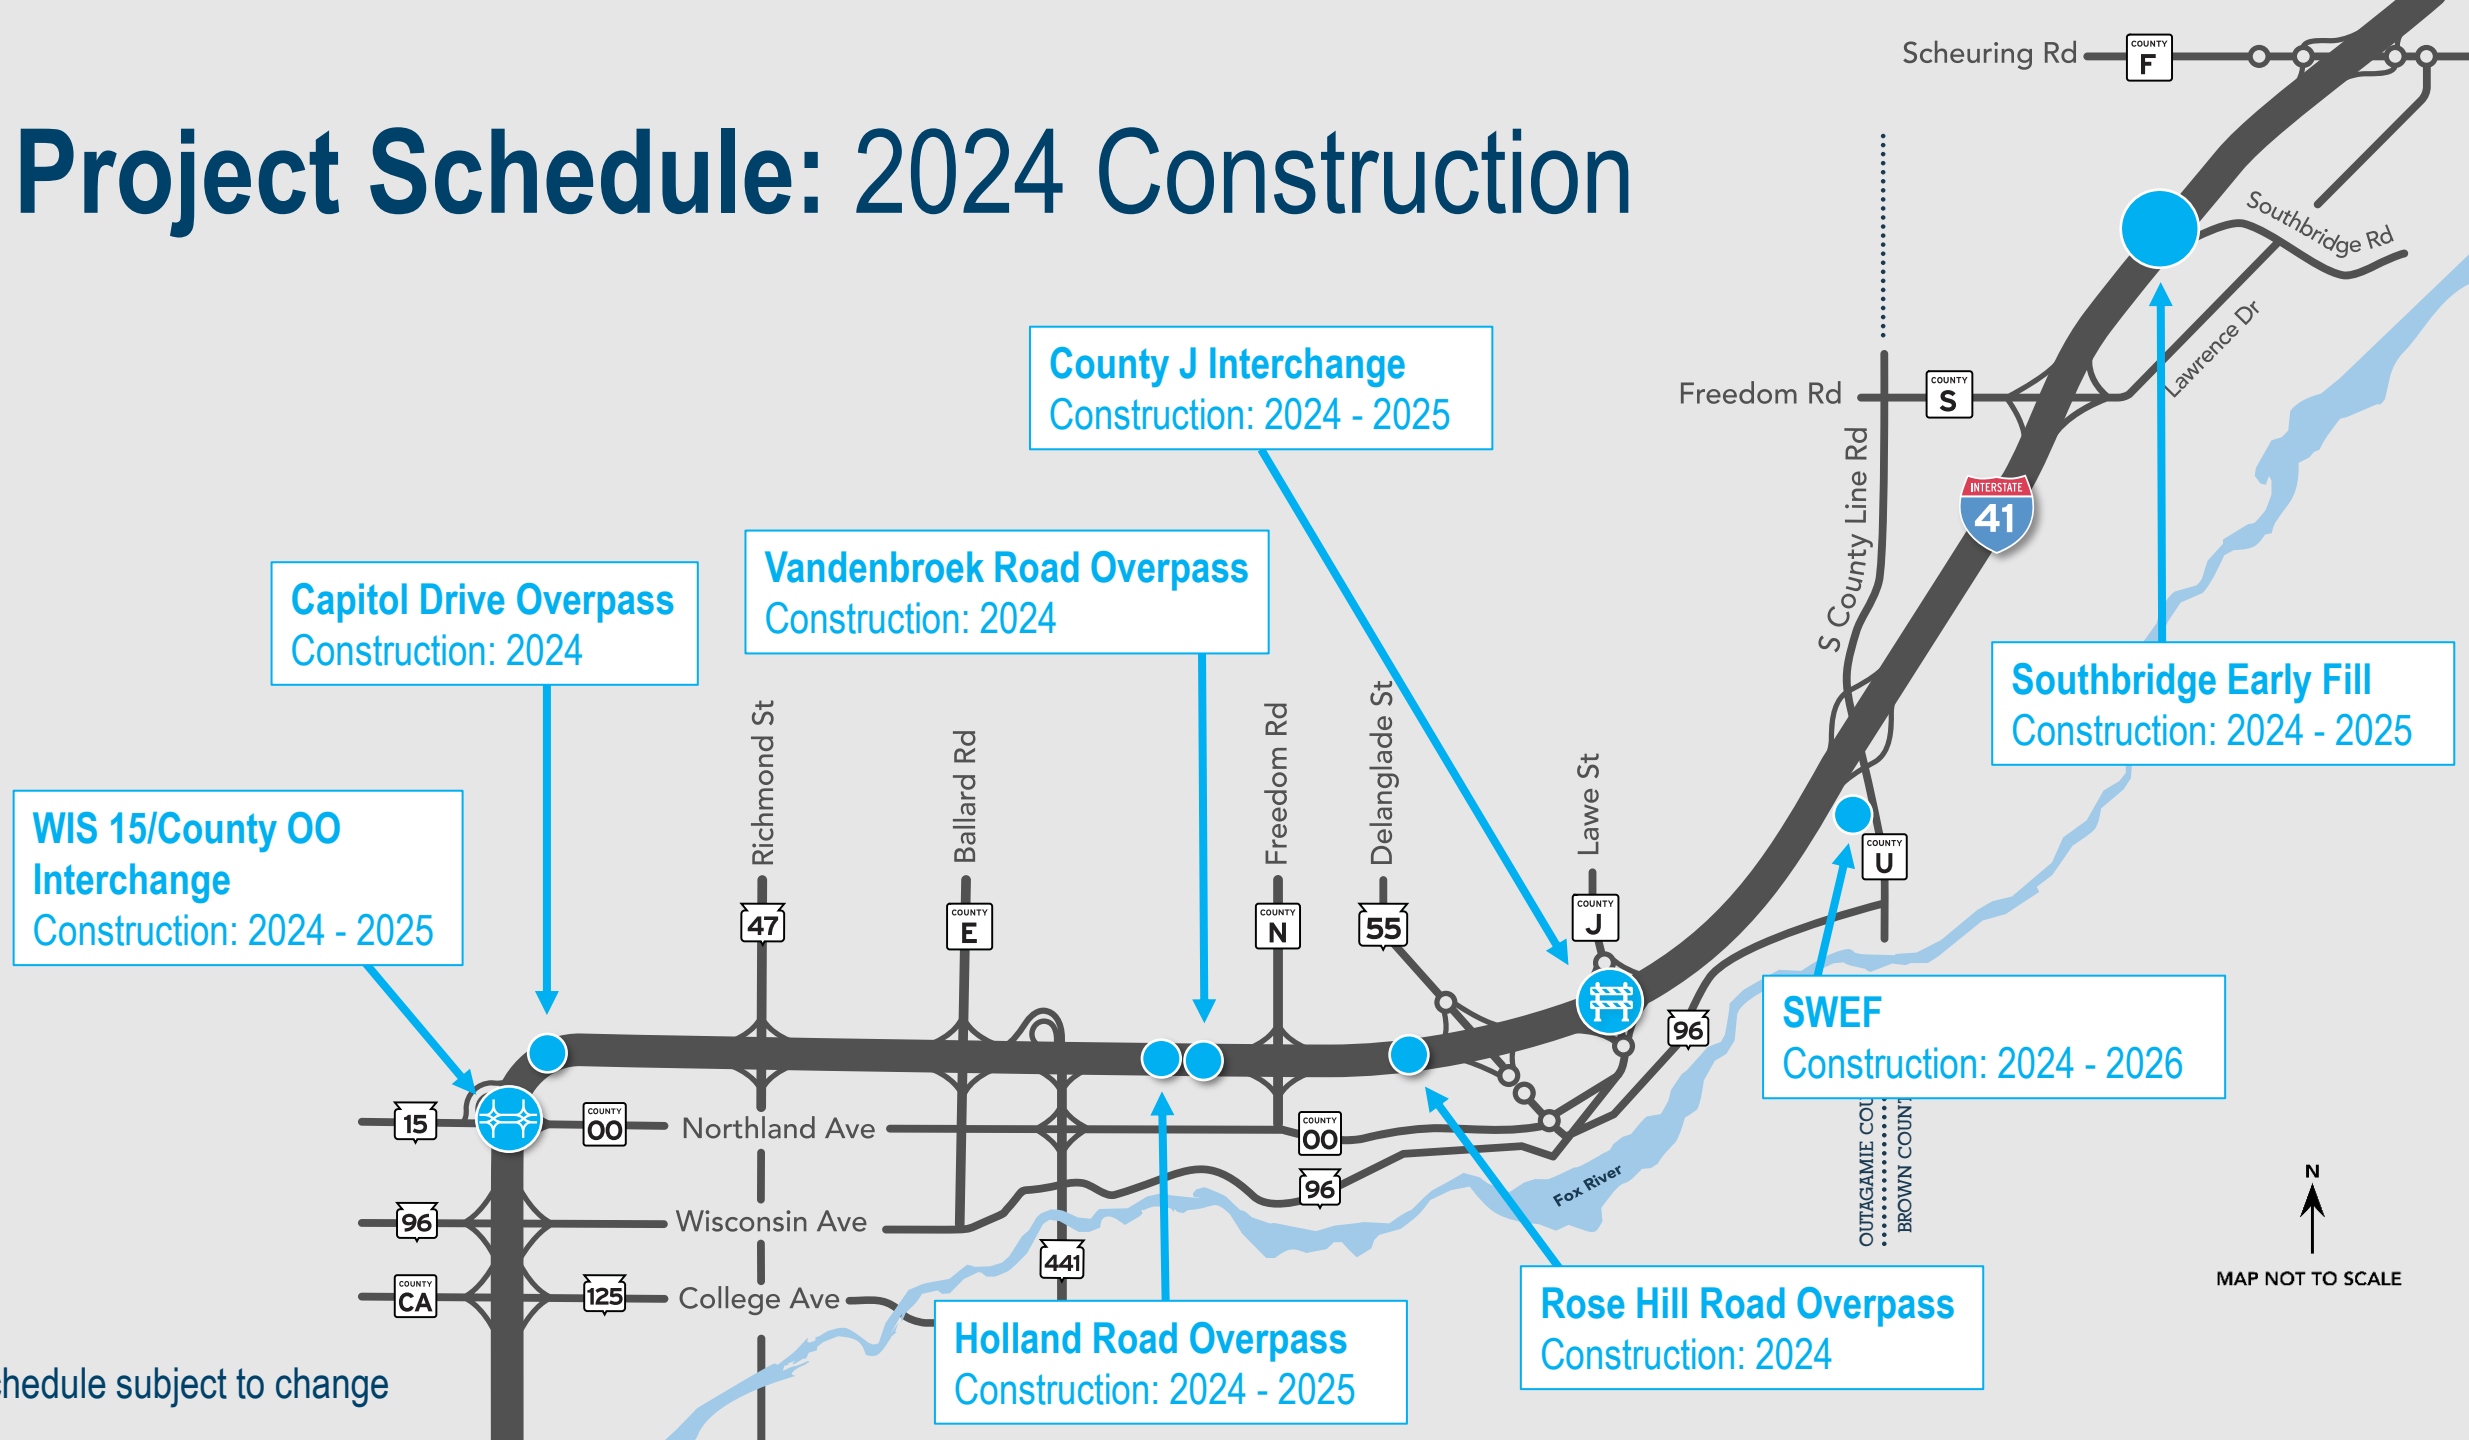 Scheuring Rd
COUNTY
F
Project Schedule: 2024 Construction
Southbridge Rd
Lawrence Dr
County J Interchange
Construction: 2024 - 2025
Freedom Rd
COUNTY
S
S County Line Rd
INTERSTATE
41
Vandenbroek Road Overpass
Construction: 2024
Capitol Drive Overpass
Construction: 2024
Southbridge Early Fill
Construction: 2024 - 2025
Richmond St
Ballard Rd
Freedom Rd
Delanglade St
Lawe St
WIS 15/County OO
Interchange
Construction: 2024 - 2025
COUNTY
U
47
COUNTY
E
COUNTY
N
55
COUNTY
J
96
SWEF
Construction: 2024 - 2026
15
COUNTY
OO
Northland Ave
COUNTY
OO
96
Fox River
OUTAGAMIE COU
BROWN COUNT
N
MAP NOT TO SCALE
96
Wisconsin Ave
441
COUNTY
CA
125
College Ave
Holland Road Overpass
Construction: 2024 - 2025
Rose Hill Road Overpass
Construction: 2024
chedule subject to change